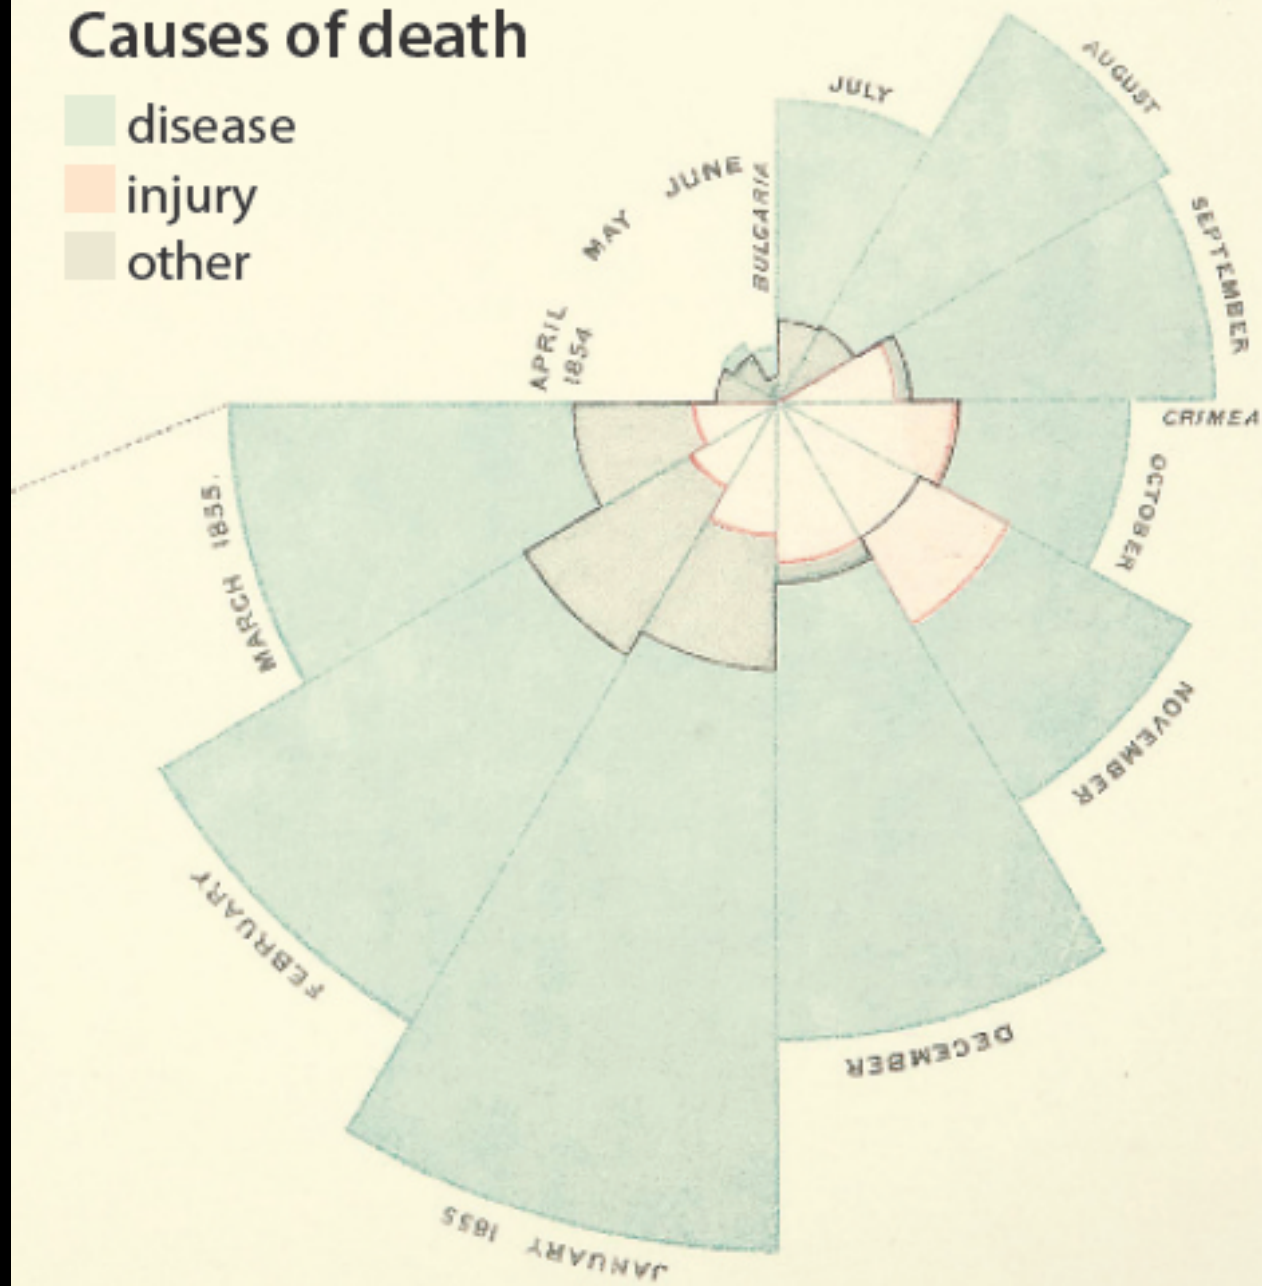 Causes of death
disease
injury
other
APRIL
1854
MAY
JUNE
BULGARIA
JULY
AUGUST
SEPTEMBER
CRIMEA
OCTOBER
NOVEMBER
DECEMBER
JANUARY 1855
FEBRUARY
MARCH 1855.